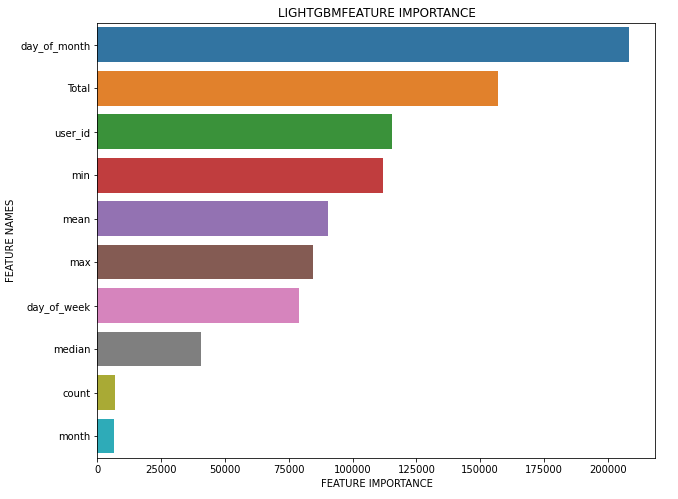 LIGHTGBMFEATURE IMPORTANCE
day_of_month
Total
user_id
min
mean
max
day_of_week
median
count
month
FEATURE NAMES
0 25000 50000 75000 100000 125000 150000 175000 200000
FEATURE IMPORTANCE